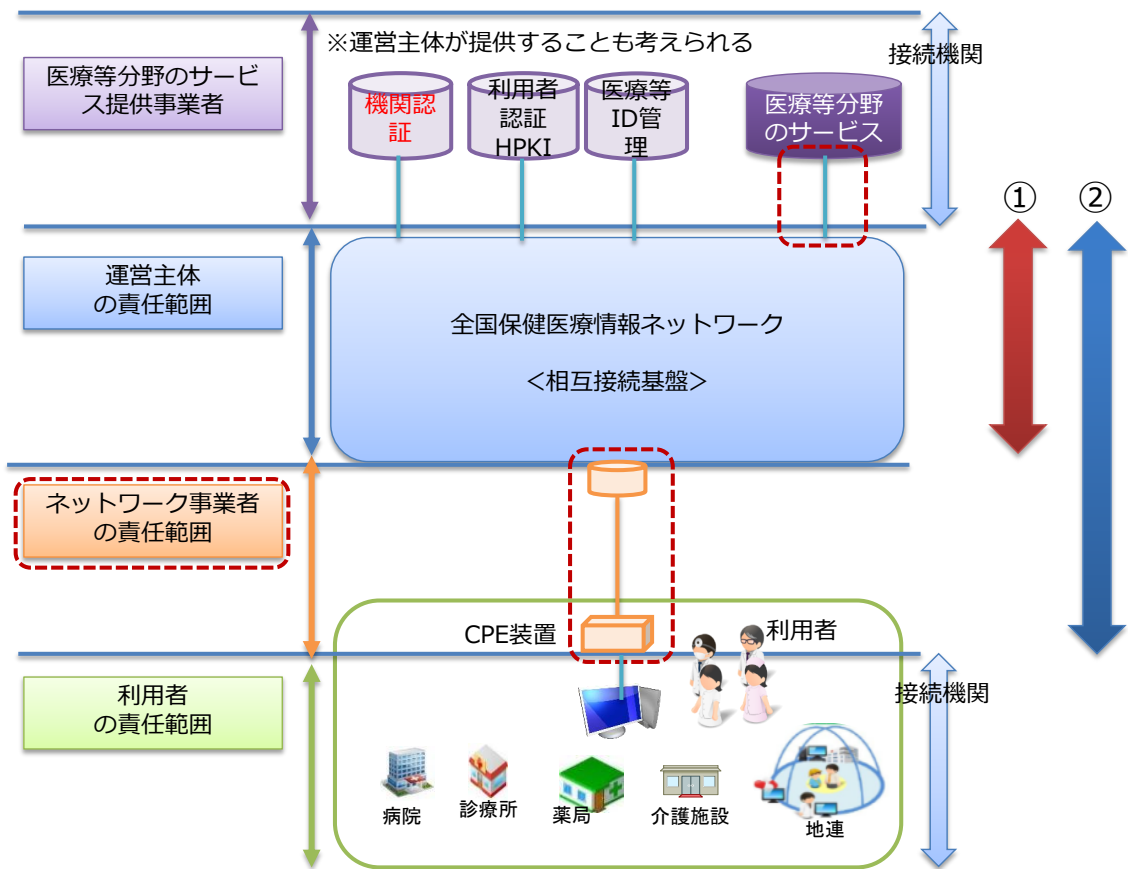 ※運営主体が提供することも考えられる
接続機関
医療等分野のサービ
ス提供事業者
機関認
証
利用者
認証
HPKI
医療等
ID管
理
医療等分野
のサービス
①
②
運営主体
の責任範囲
全国保健医療情報ネットワーク
＜相互接続基盤＞
ネットワーク事業者
の責任範囲
CPE装置
利用者
利用者
の責任範囲
接続機関
病院
診療所
薬局
介護施設
地連